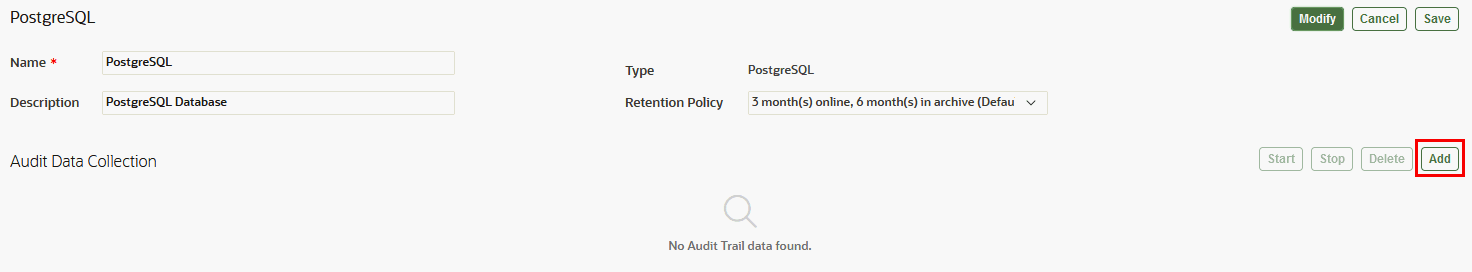 PostgreSQL
Modify Cancel Save
Name * PostgreSQL
Type PostgreSQL
Description PostgreSQL Database
Retention Policy 3 month(s) online, 6 month(s) in archive (Defau
Audit Data Collection
Start Stop Delete Add
No Audit Trail data found.